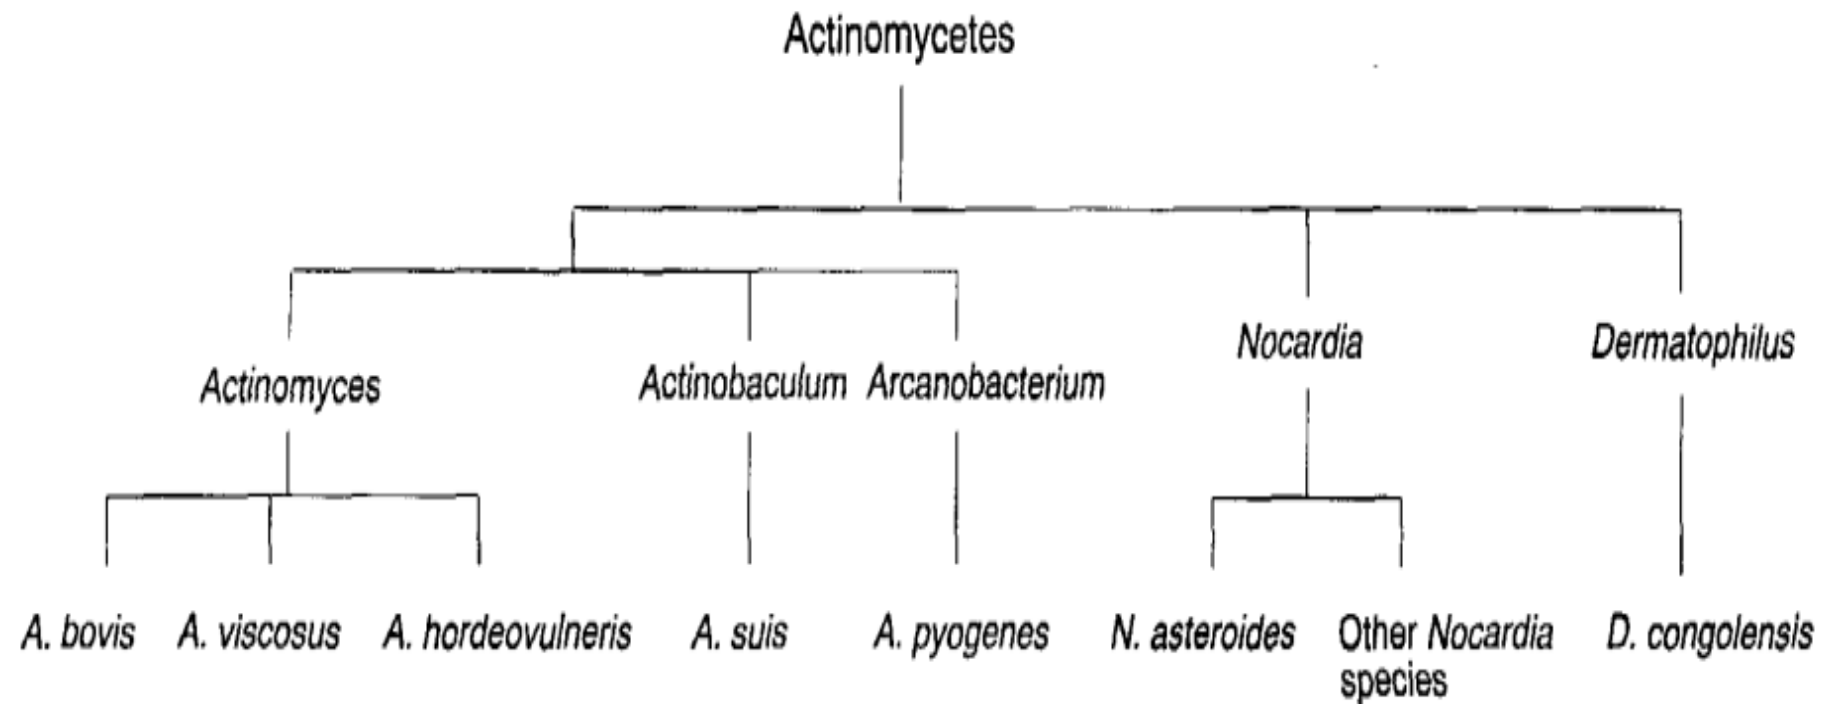 Actinomycetes
Nocardia
Dermatophilus
Actinomyces
Actinobaculum
Arcanobacterium
A. bovis
A. viscosus
A. hordeovulneris
A. suis
A. pyogenes
N. asteroides
Other Nocardia
species
D. congolensis